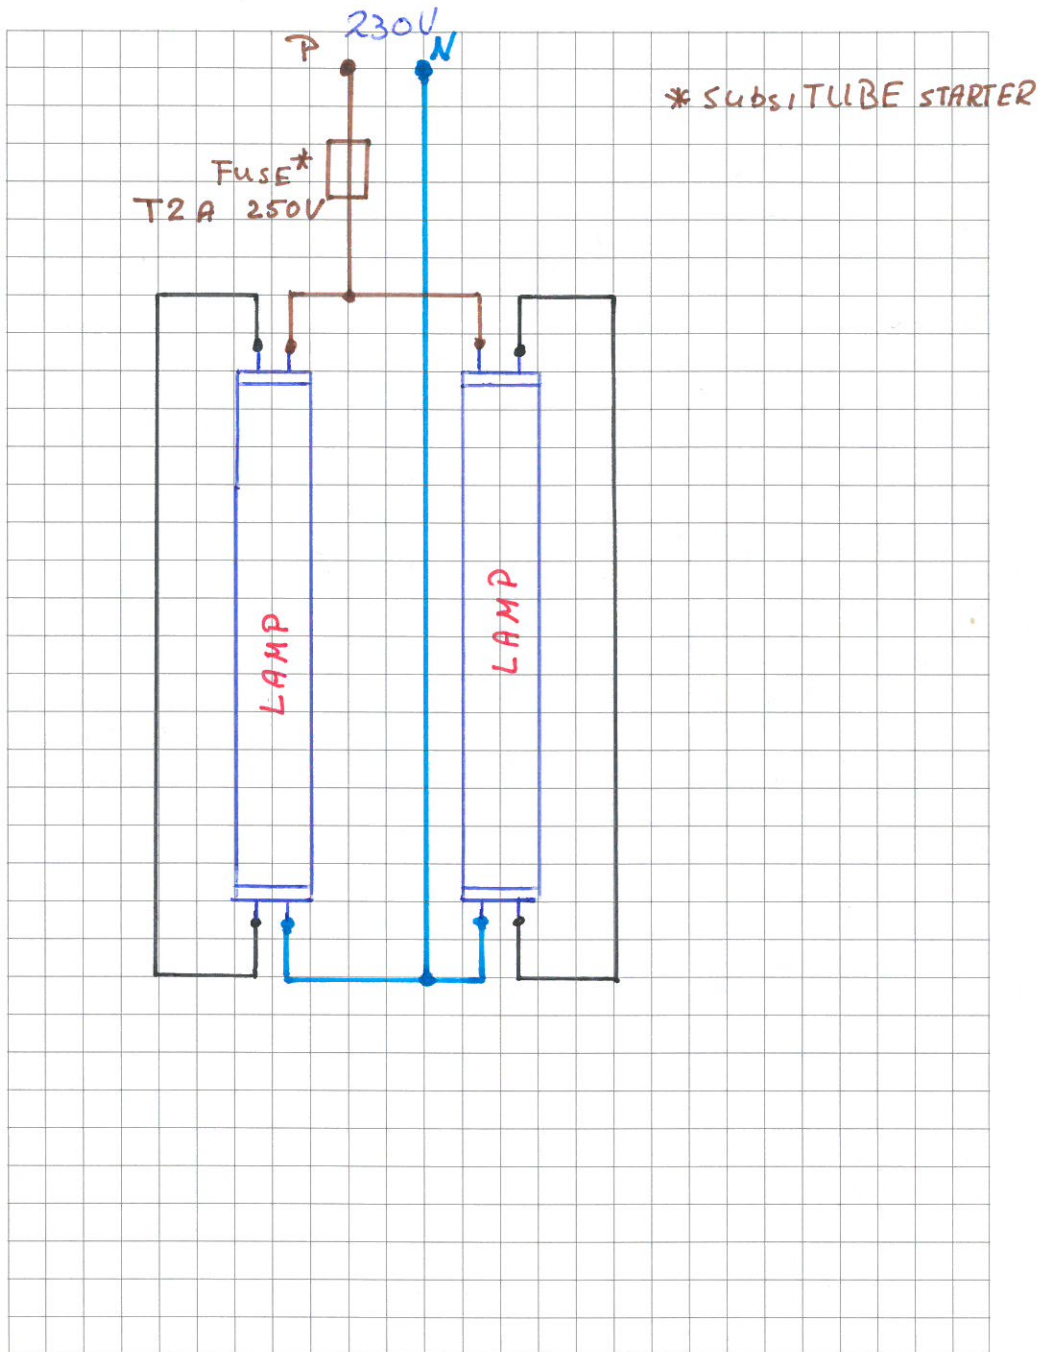 230V
P N
* SubsiTUBE STARTER
FUSE*
T2A 250V
LAMP
LAMP